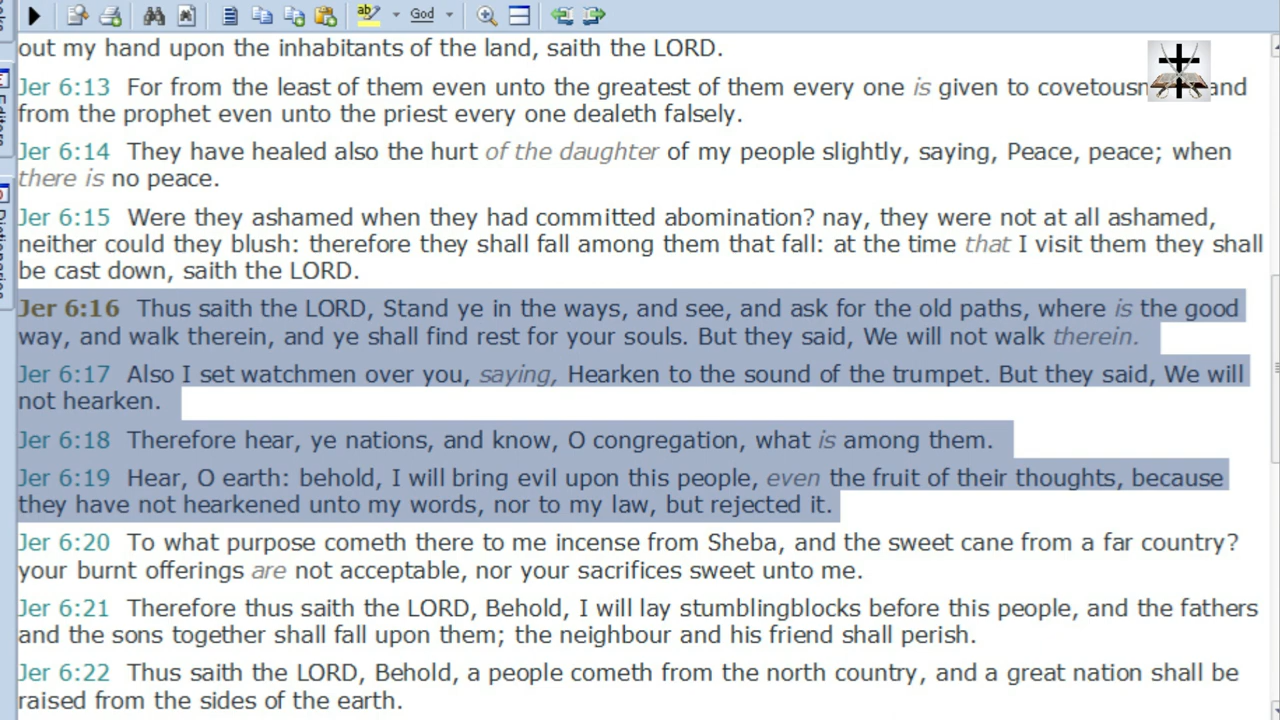 ab God
out my hand upon the inhabitants of the land, saith the LORD.
Jer 6:13 For from the least of them even unto the greatest of them every one is given to covetousn and
from the prophet even unto the priest every one dealeth falsely.
Jer 6:14 They have healed also the hurt of the daughter of my people slightly, saying, Peace, peace; when
there is no peace.
Jer 6:15 Were they ashamed when they had committed abomination? nay, they were not at all ashamed,
neither could they blush: therefore they shall fall among them that fall: at the time that I visit them they shall
be cast down, saith the LORD.
Jer 6:16 Thus saith the LORD, Stand ye in the ways, and see, and ask for the old paths, where is the good
way, and walk therein, and ye shall find rest for your souls. But they said, We will not walk therein.
Jer 6:17 Also I set watchmen over you, saying, Hearken to the sound of the trumpet. But they said, We will
not hearken.
Jer 6:18 Therefore hear, ye nations, and know, O congregation, what is among them.
Jer 6:19 Hear, O earth: behold, I will bring evil upon this people, even the fruit of their thoughts, because
they have not hearkened unto my words, nor to my law, but rejected it.
Jer 6:20 To what purpose cometh there to me incense from Sheba, and the sweet cane from a far country?
your burnt offerings are not acceptable, nor your sacrifices sweet unto me.
Jer 6:21 Therefore thus saith the LORD, Behold, I will lay stumblingblocks before this people, and the fathers
and the sons together shall fall upon them; the neighbour and his friend shall perish.
Jer 6:22 Thus saith the LORD, Behold, a people cometh from the north country, and a great nation shall be
raised from the sides of the earth.
Editors